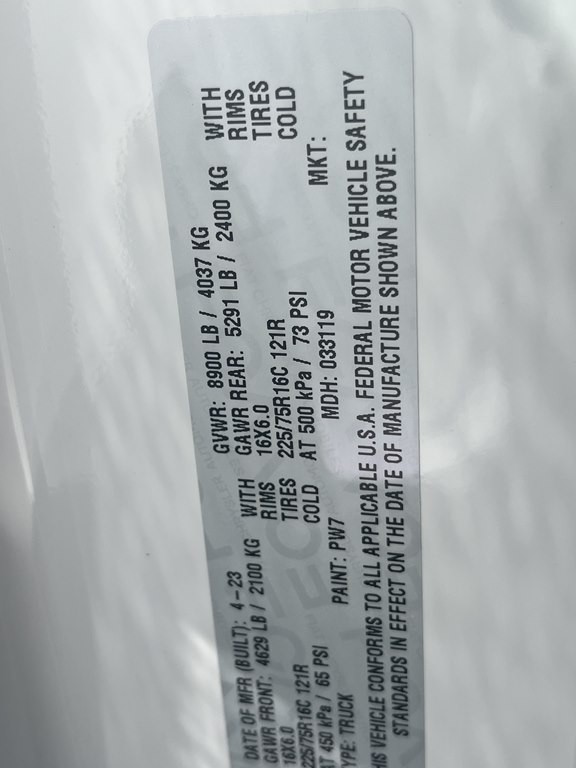 DATE OF MFR (BUILT): 4-23 GVWR: 8900 LB / 4037 KG
GAWR FRONT: 4629 LB / 2100 KG WITH GAWR REAR: 5291 LB / 2400 KG WITH
16X6.0 RIMS 16X6.0 RIMS
225/75R16C 121R TIRES 225/75R16C 121R TIRES
AT 450 kPa / 65 PSI COLD AT 500 kPa / 73 PSI COLD
YPE: TRUCK PAINT: PW7 MDH: 033119 MKT:
HIS VEHICLE CONFORMS TO ALL APPLICABLE U.S.A. FEDERAL MOTOR VEHICLE SAFETY
STANDARDS IN EFFECT ON THE DATE OF MANUFACTURE SHOWN ABOVE.